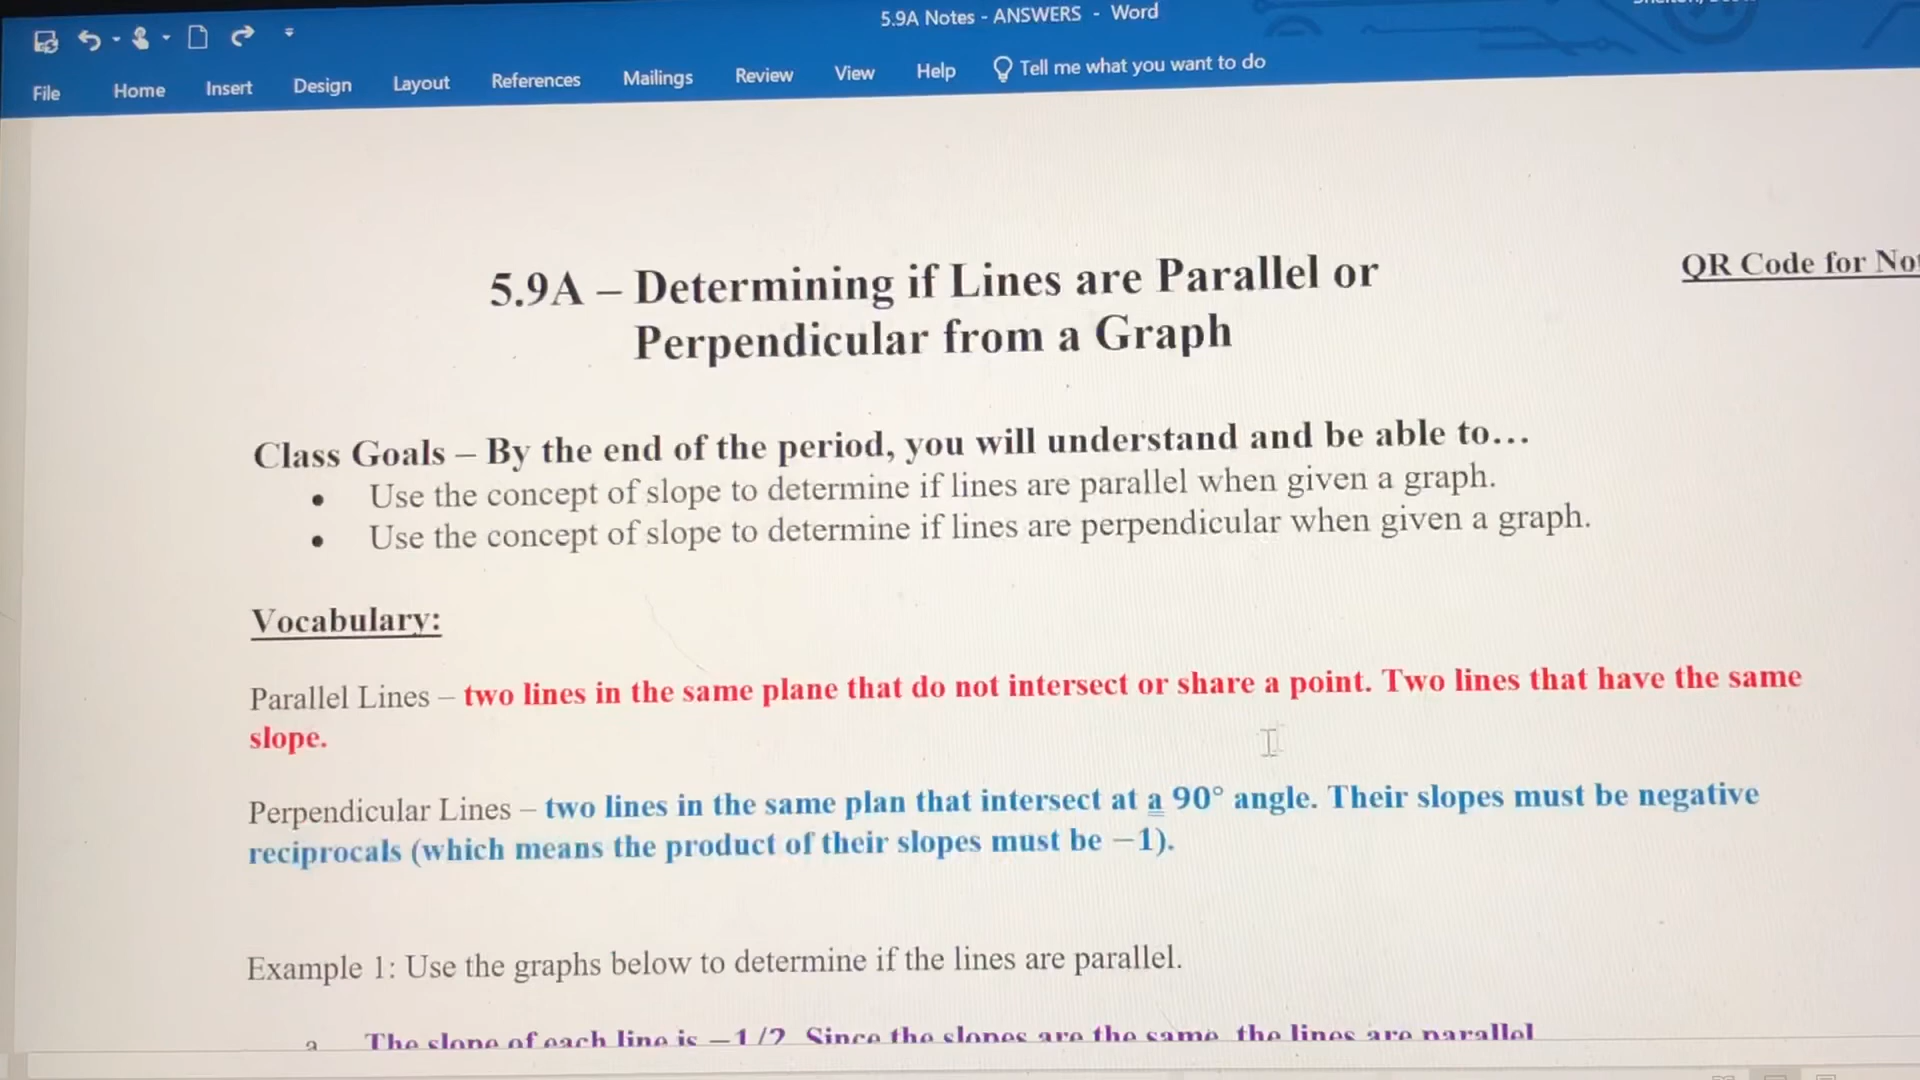 5.9A Notes - ANSWERS - Word
File Home Insert Design Layout References Mailings Review View Help Tell me what you want to do
5.9A – Determining if Lines are Parallel or
Perpendicular from a Graph
QR Code for
Class Goals – By the end of the period, you will understand and be able to…
• Use the concept of slope to determine if lines are parallel when given a graph.
• Use the concept of slope to determine if lines are perpendicular when given a graph.
Vocabulary:
Parallel Lines – two lines in the same plane that do not intersect or share a point. Two lines that have the same
slope.
Perpendicular Lines – two lines in the same plan that intersect at a 90° angle. Their slopes must be negative
reciprocals (which means the product of their slopes must be −1).
Example 1: Use the graphs below to determine if the lines are parallel.
The slope of each line is −1/2 Since the slopes are the same, the lines are parallel